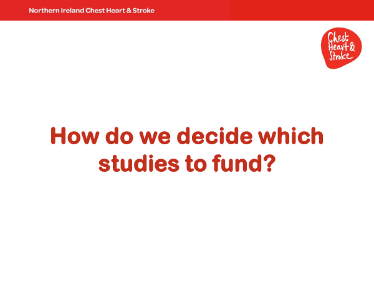 Northern Ireland Chest Heart & Stroke
Chest
Heart &
Stroke
How do we decide which
studies to fund?